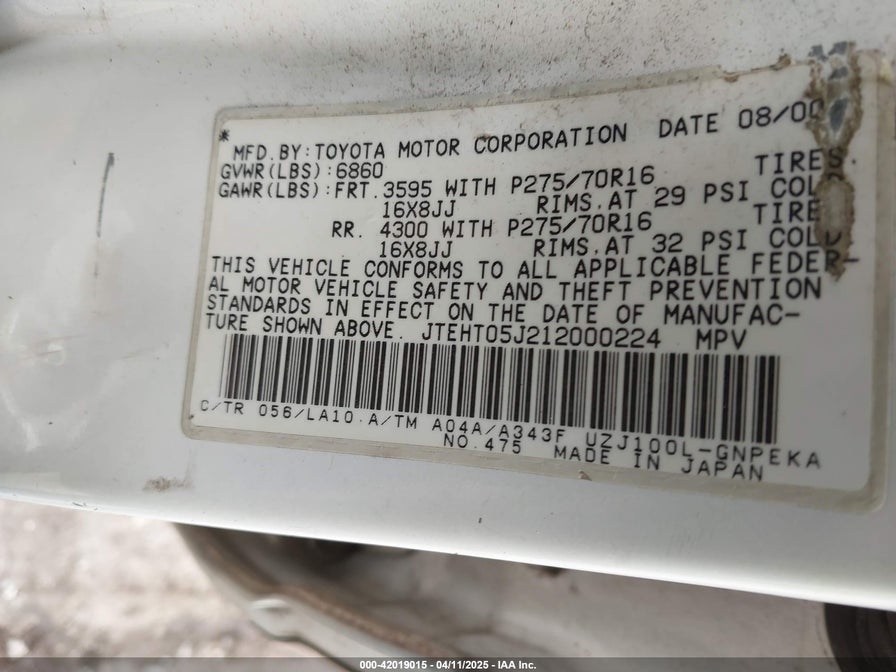 *
MFD.BY:TOYOTA MOTOR CORPORATION DATE 08/00
GVWR(LBS):6860
GAWR(LBS):FRT.3595 WITH P275/70R16 TIRES.
16X8JJ RIMS.AT 29 PSI COLD
RR. 4300 WITH P275/70R16 TIRE
16X8JJ RIMS.AT 32 PSI COLD
THIS VEHICLE CONFORMS TO ALL APPLICABLE FEDER-
AL MOTOR VEHICLE SAFETY AND THEFT PREVENTION
STANDARDS IN EFFECT ON THE DATE OF MANUFAC-
TURE SHOWN ABOVE. JTEHT05J212000224 MPV
C/TR 056/LA10 A/TM A04A/A343F UZJ100L-GNPEKA
NO.475 MADE IN JAPAN
000-42019015 - 04/11/2025 - IAA Inc.